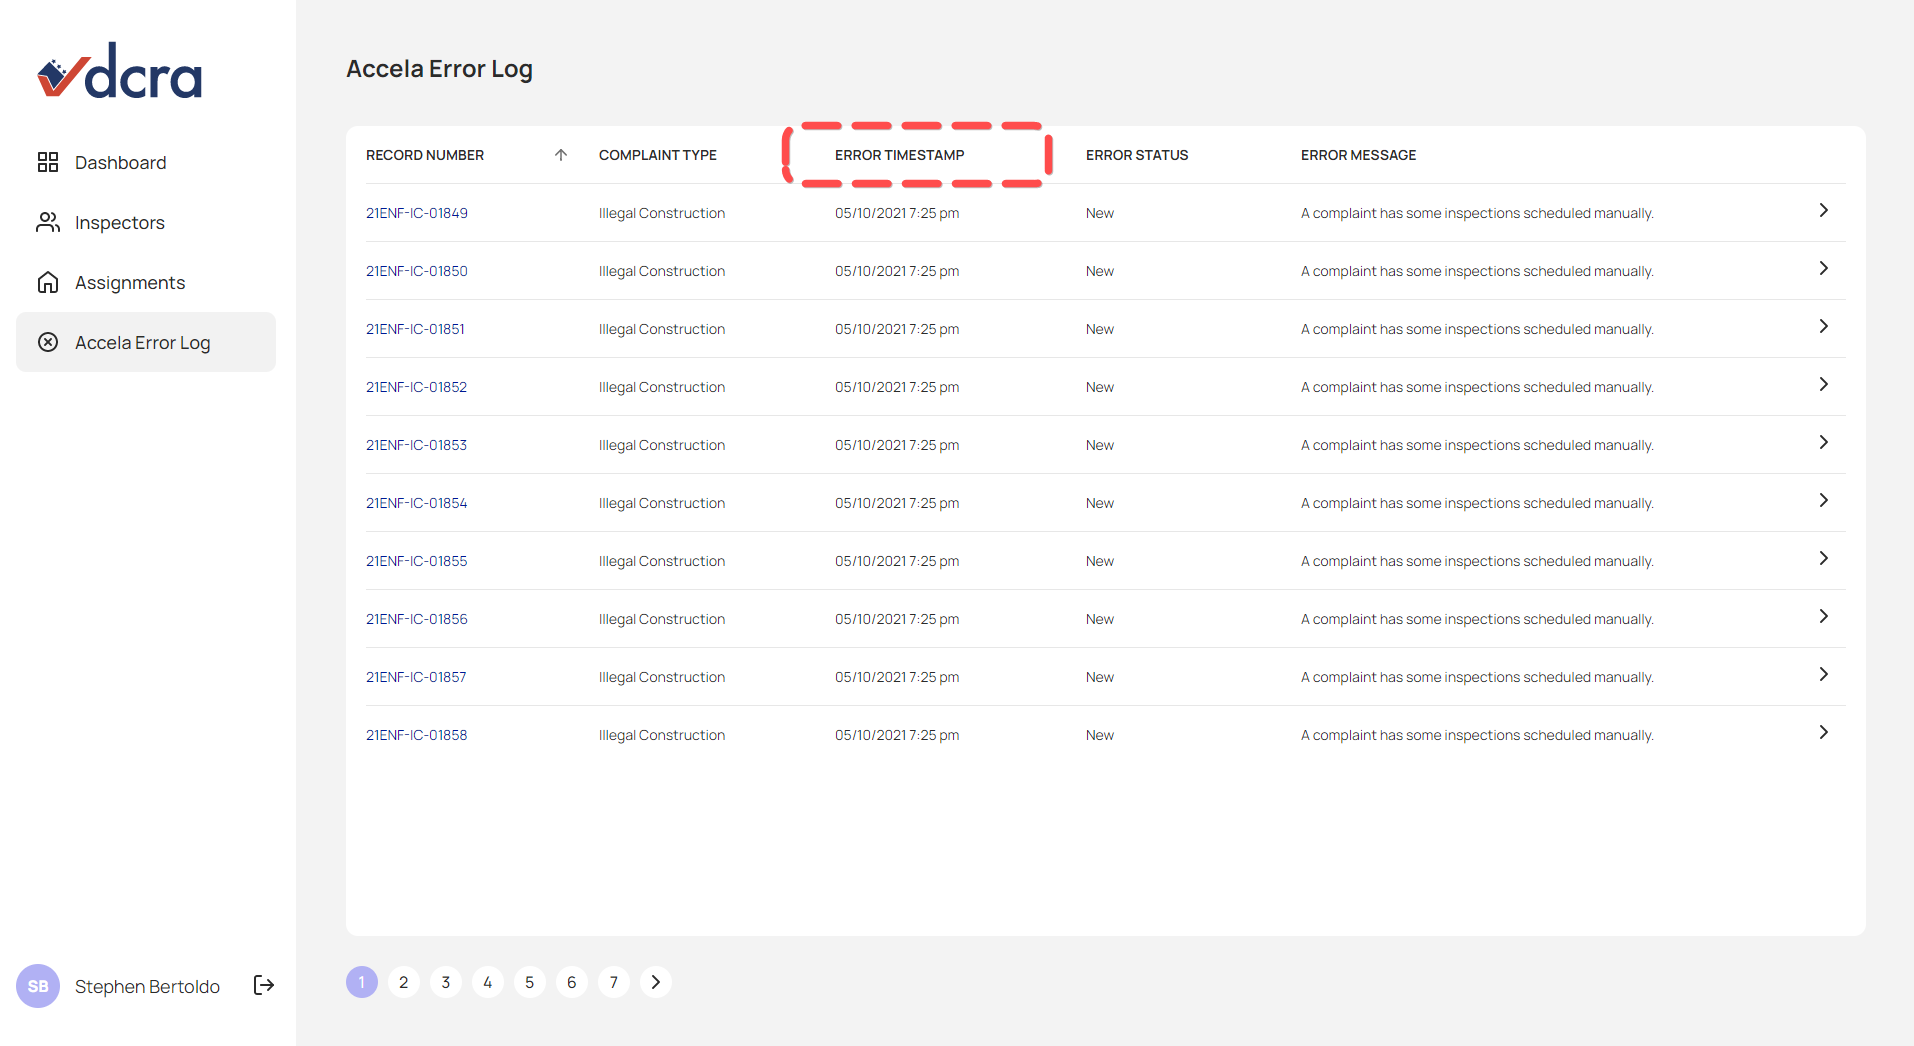 dcra
Dashboard
Inspectors
Assignments
Accela Error Log
SB Stephen Bertoldo
Accela Error Log
RECORD NUMBER COMPLAINT TYPE ERROR TIMESTAMP ERROR STATUS ERROR MESSAGE
21ENF-IC-01849 Illegal Construction 05/10/2021 7:25 pm New A complaint has some inspections scheduled manually.
21ENF-IC-01850 Illegal Construction 05/10/2021 7:25 pm New A complaint has some inspections scheduled manually.
21ENF-IC-01851 Illegal Construction 05/10/2021 7:25 pm New A complaint has some inspections scheduled manually.
21ENF-IC-01852 Illegal Construction 05/10/2021 7:25 pm New A complaint has some inspections scheduled manually.
21ENF-IC-01853 Illegal Construction 05/10/2021 7:25 pm New A complaint has some inspections scheduled manually.
21ENF-IC-01854 Illegal Construction 05/10/2021 7:25 pm New A complaint has some inspections scheduled manually.
21ENF-IC-01855 Illegal Construction 05/10/2021 7:25 pm New A complaint has some inspections scheduled manually.
21ENF-IC-01856 Illegal Construction 05/10/2021 7:25 pm New A complaint has some inspections scheduled manually.
21ENF-IC-01857 Illegal Construction 05/10/2021 7:25 pm New A complaint has some inspections scheduled manually.
21ENF-IC-01858 Illegal Construction 05/10/2021 7:25 pm New A complaint has some inspections scheduled manually.
1 2 3 4 5 6 7